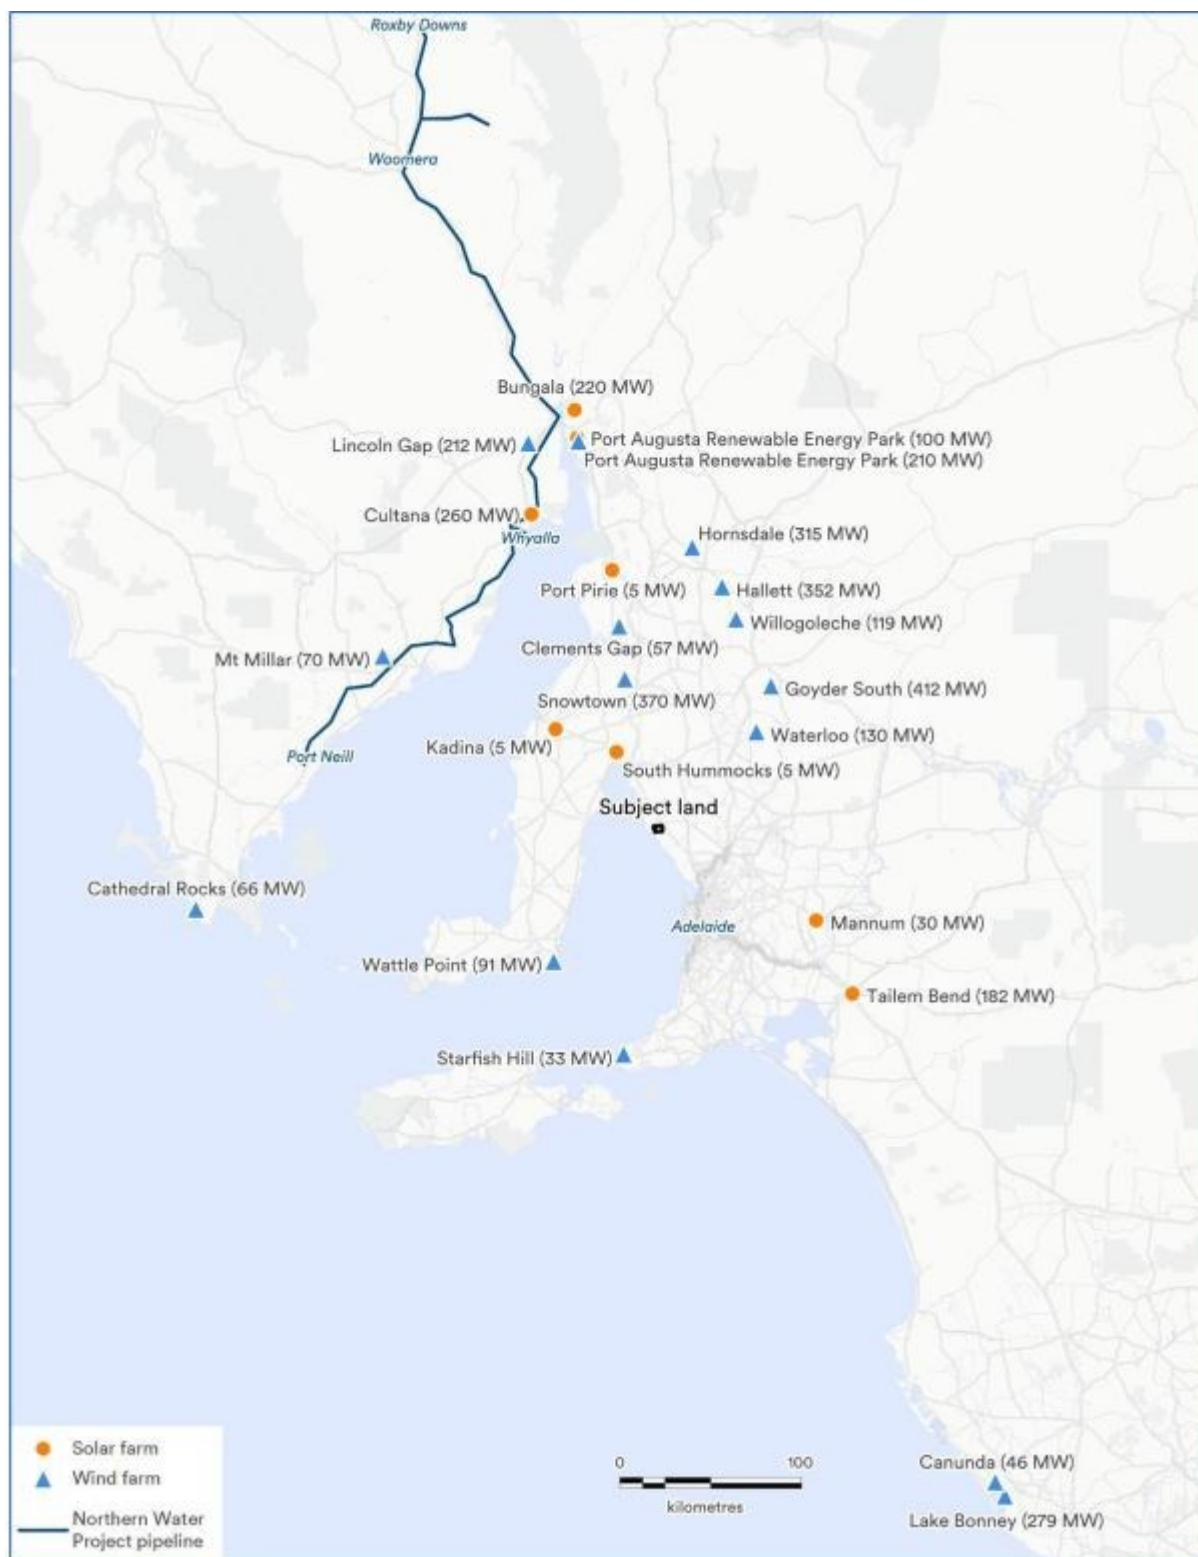 Roxby Downs
Woomera
Bungala (220 MW)
Lincoln Gap (212 MW)
Port Augusta Renewable Energy Park (100 MW)
Port Augusta Renewable Energy Park (210 MW)
Cultana (260 MW)
Whyalla
Hornsdale (315 MW)
Port Pirie (5 MW)
Hallett (352 MW)
Willogoleche (119 MW)
Clements Gap (57 MW)
Mt Millar (70 MW)
Goyder South (412 MW)
Snowtown (370 MW)
Waterloo (130 MW)
Kadina (5 MW)
Port Neill
South Hummocks (5 MW)
Subject land
Cathedral Rocks (66 MW)
Adelaide
Mannum (30 MW)
Wattle Point (91 MW)
Tailem Bend (182 MW)
Starfish Hill (33 MW)
Solar farm
Wind farm
Northern Water
Project pipeline
0 100
kilometres
Canunda (46 MW)
Lake Bonney (279 MW)